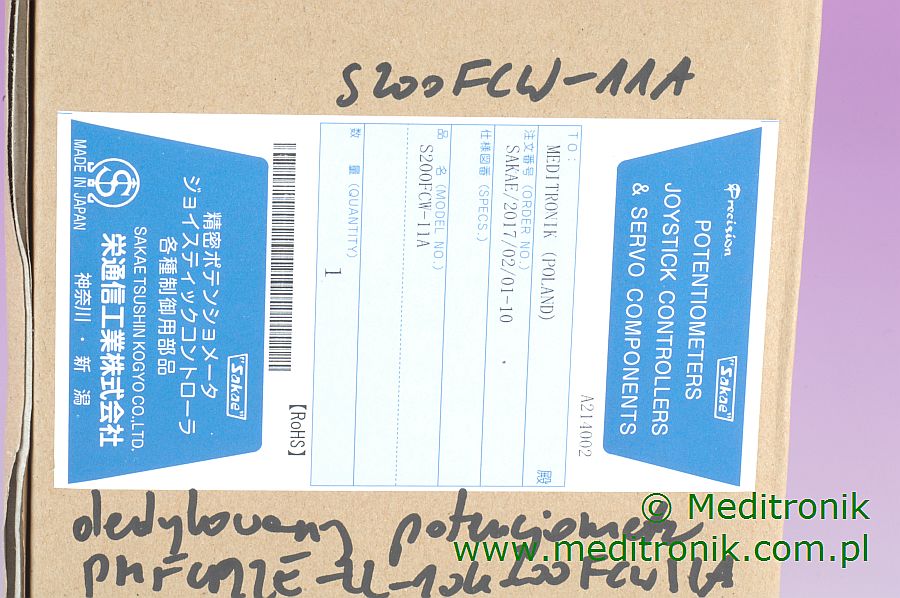 S200FCW-11A
Precision
POTENTIOMETERS
JOYSTICK CONTROLLERS
& SERVO COMPONENTS
"Sakae"
A214002
TO:
MEDITRONIK (POLAND)
殿
注文番号 (ORDER NO.)
SAKAE/2017/02/01-10
仕様図番 (SPECS.)
品名 (MODEL NO.)
S200FCW-11A
数量 (QUANTITY)
1
【RoHS】
"Sakae"
精密ポテンショメータ
ジョイスティックコントローラ
各種制御用部品
SAKAE TSUSHIN KOGYO CO.,LTD.
栄通信工業株式会社
神奈川・新潟
MADE IN JAPAN
dedykowany potencjometr
200FCW11A
© Meditronik
www.meditronik.com.pl